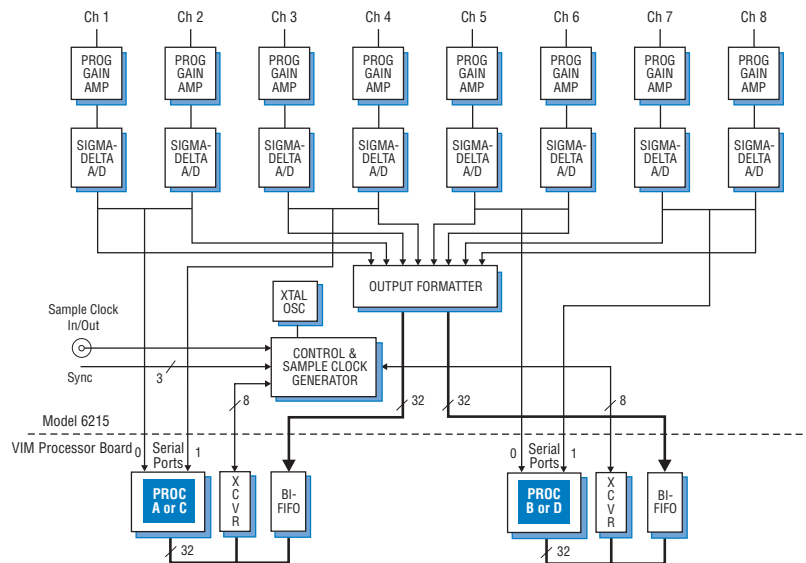 Ch 1 Ch 2 Ch 3 Ch 4 Ch 5 Ch 6 Ch 7 Ch 8
PROG PROG PROG PROG PROG PROG PROG PROG
GAIN GAIN GAIN GAIN GAIN GAIN GAIN GAIN
AMP AMP AMP AMP AMP AMP AMP AMP
SIGMA- SIGMA- SIGMA- SIGMA- SIGMA- SIGMA- SIGMA- SIGMA-
DELTA DELTA DELTA DELTA DELTA DELTA DELTA DELTA
A/D A/D A/D A/D A/D A/D A/D A/D
OUTPUT FORMATTER
XTAL
OSC
Sample Clock
In/Out
CONTROL &
SAMPLE CLOCK
GENERATOR
Sync
3
8 32 32 8
Model 6215
VIM Processor Board
0 Serial 1
Ports
0 Serial 1
Ports
PROC
A or C
X
C
V
R
BI-
FIFO
PROC
B or D
X
C
V
R
BI-
FIFO
32 32